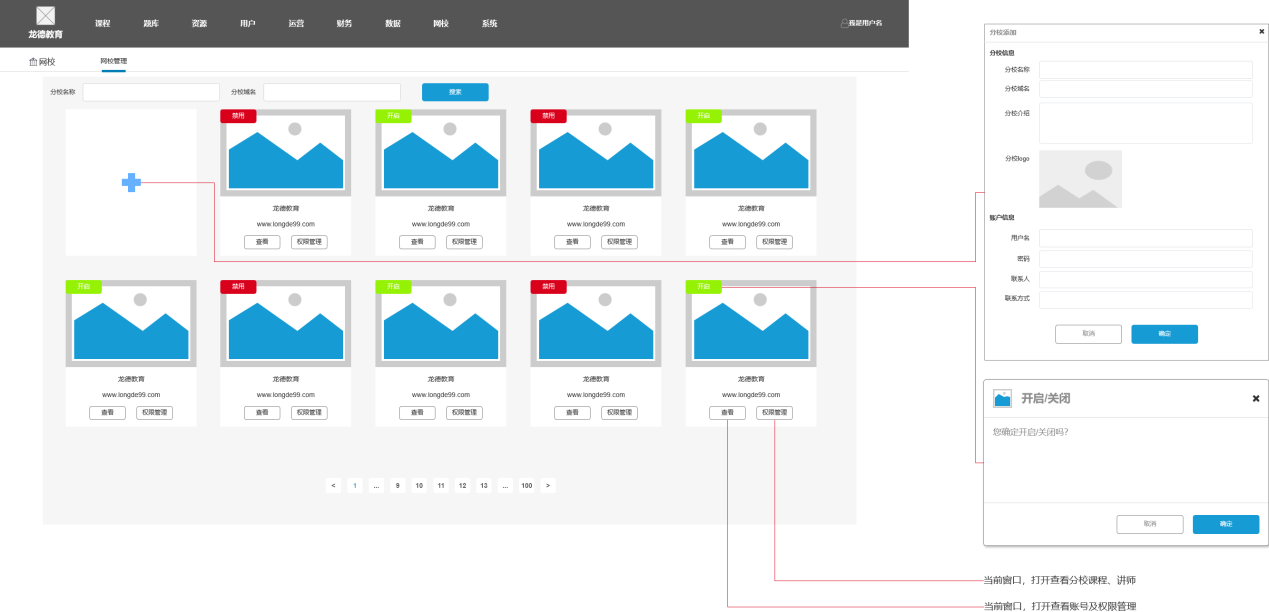 龙德教育
课程 题库 资源 用户 运营 财务 数据 网校 系统
我是用户名
网校 网校管理
分校名称 分校域名 搜索
禁用 开启 禁用 开启
龙德教育 龙德教育 龙德教育 龙德教育
www.longde99.com www.longde99.com www.longde99.com www.longde99.com
查看 权限管理 查看 权限管理 查看 权限管理 查看 权限管理
开启 禁用 开启 禁用 开启
龙德教育 龙德教育 龙德教育 龙德教育 龙德教育
www.longde99.com www.longde99.com www.longde99.com www.longde99.com www.longde99.com
查看 权限管理 查看 权限管理 查看 权限管理 查看 权限管理 查看 权限管理
< 1 ... 9 10 11 12 13 ... 100 >
分校添加
分校信息
分校名称
分校域名
分校介绍
分校logo
账户信息
用户名
密码
联系人
联系方式
取消 确定
开启/关闭
您确定开启/关闭吗?
取消 确定
当前窗口，打开查看分校课程、讲师
当前窗口，打开查看账号及权限管理